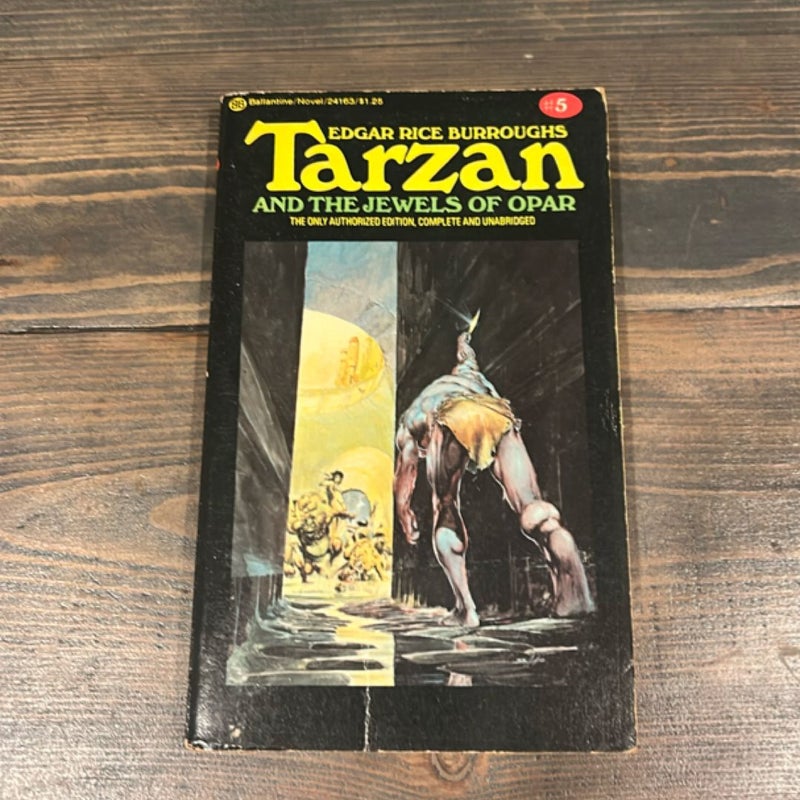 BB Ballantine/Novel/24163/$1.25
#5
EDGAR RICE BURROUGHS
Tarzan
AND THE JEWELS OF OPAR
THE ONLY AUTHORIZED EDITION, COMPLETE AND UNABRIDGED